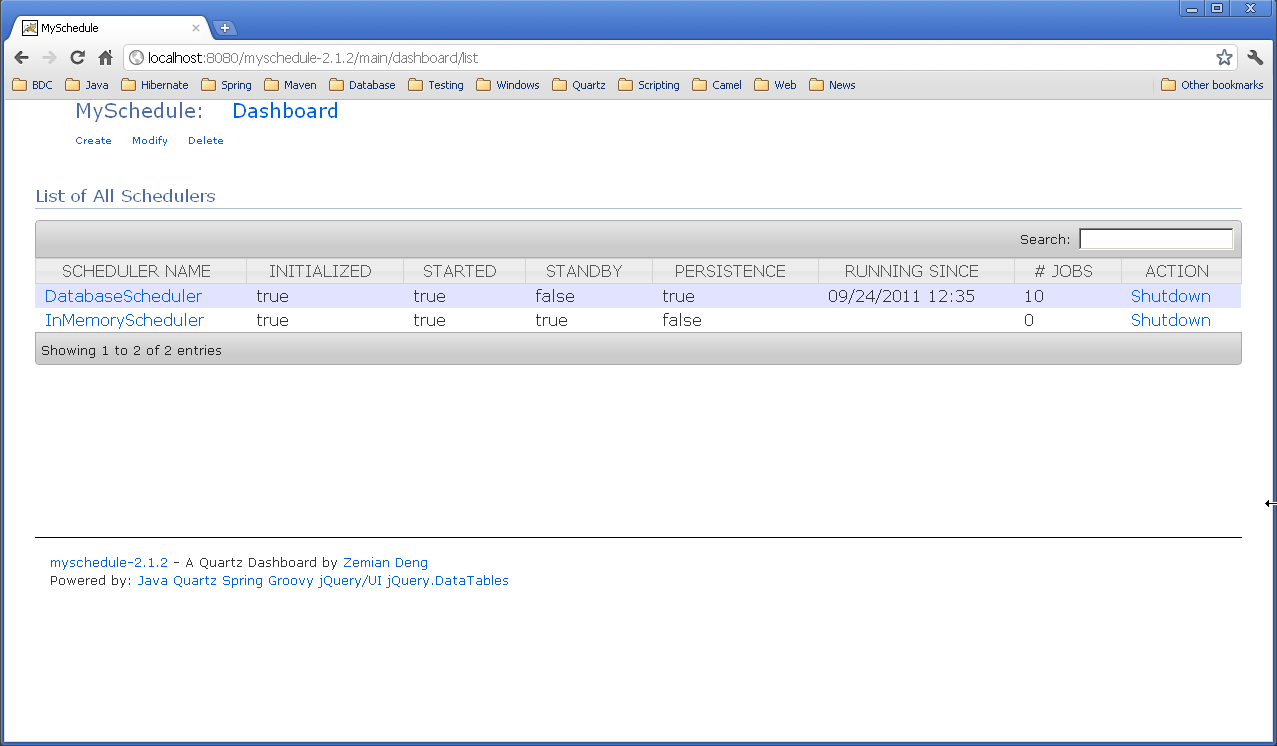 MySchedule
localhost:8080/myschedule-2.1.2/main/dashboard/list
BDC Java Hibernate Spring Maven Database Testing Windows Quartz Scripting Camel Web News Other bookmarks
MySchedule: Dashboard
Create Modify Delete
List of All Schedulers
Search:
SCHEDULER NAME INITIALIZED STARTED STANDBY PERSISTENCE RUNNING SINCE # JOBS ACTION
DatabaseScheduler true true false true 09/24/2011 12:35 10 Shutdown
InMemoryScheduler true true true false 0 Shutdown
Showing 1 to 2 of 2 entries
myschedule-2.1.2 - A Quartz Dashboard by Zemian Deng
Powered by: Java Quartz Spring Groovy jQuery/UI jQuery.DataTables